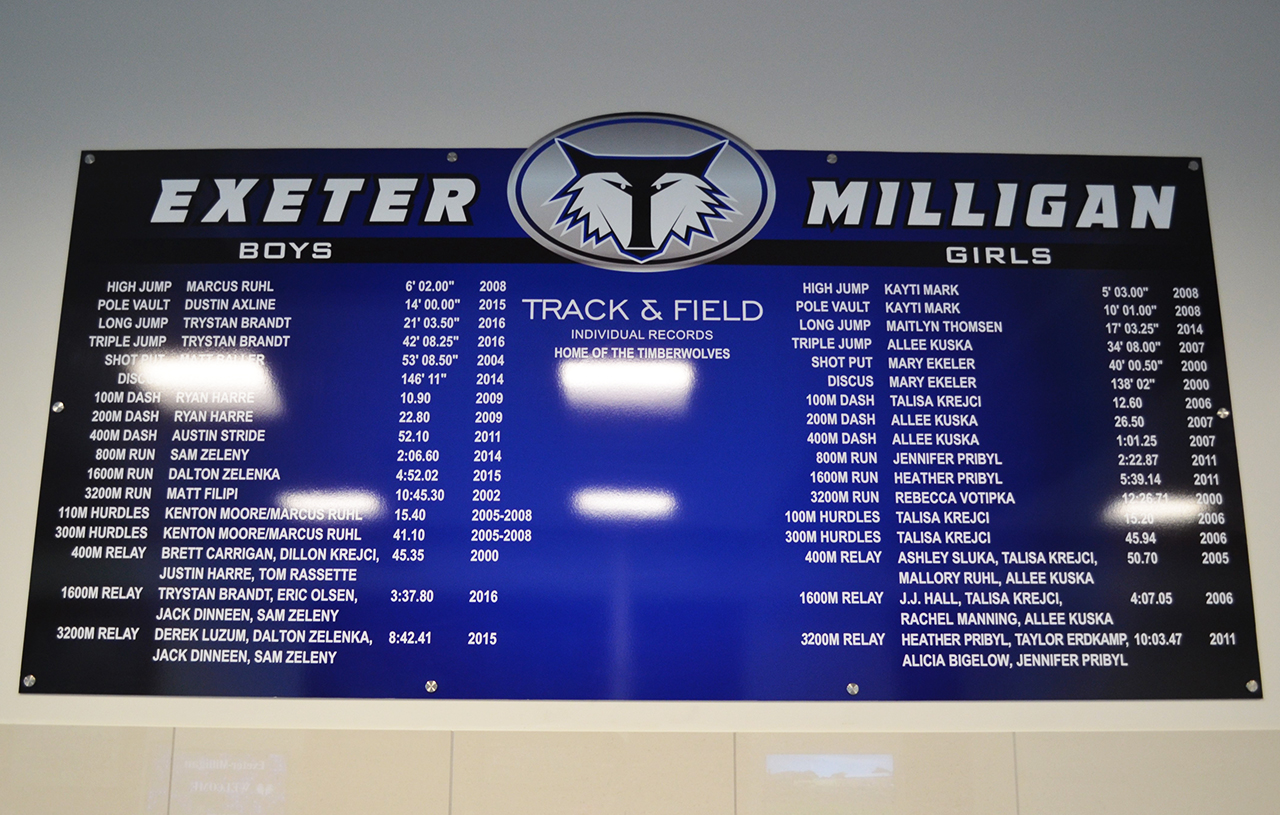 EXETER
MILLIGAN
BOYS
GIRLS
TRACK & FIELD
INDIVIDUAL RECORDS
HOME OF THE TIMBERWOLVES
HIGH JUMP MARCUS RUHL 6' 02.00" 2008
POLE VAULT DUSTIN AXLINE 14' 00.00" 2015
LONG JUMP TRYSTAN BRANDT 21' 03.50" 2016
TRIPLE JUMP TRYSTAN BRANDT 42' 08.25" 2016
SHOT PUT MATT 53' 08.50" 2004
DISCUS 146' 11" 2014
100M DASH RYAN HARRE 10.90 2009
200M DASH RYAN HARRE 22.80 2009
400M DASH AUSTIN STRIDE 52.10 2011
800M RUN SAM ZELENY 2:06.60 2014
1600M RUN DALTON ZELENKA 4:52.02 2015
3200M RUN MATT FILIPI 10:45.30 2002
110M HURDLES KENTON MOORE/MARCUS RUHL 15.40 2005-2008
300M HURDLES KENTON MOORE/MARCUS RUHL 41.10 2005-2008
400M RELAY BRETT CARRIGAN, DILLON KREJCI, 45.35 2000
JUSTIN HARRE, TOM RASSETTE
1600M RELAY TRYSTAN BRANDT, ERIC OLSEN, 3:37.80 2016
JACK DINNEEN, SAM ZELENY
3200M RELAY DEREK LUZUM, DALTON ZELENKA, 8:42.41 2015
JACK DINNEEN, SAM ZELENY
HIGH JUMP KAYTI MARK 5' 03.00" 2008
POLE VAULT KAYTI MARK 10' 01.00" 2008
LONG JUMP MAITLYN THOMSEN 17' 03.25" 2014
TRIPLE JUMP ALLEE KUSKA 34' 08.00" 2007
SHOT PUT MARY EKELER 40' 00.50" 2000
DISCUS MARY EKELER 138' 02" 2000
100M DASH TALISA KREJCI 12.60 2006
200M DASH ALLEE KUSKA 26.50 2007
400M DASH ALLEE KUSKA 1:01.25 2007
800M RUN JENNIFER PRIBYL 2:22.87 2011
1600M RUN HEATHER PRIBYL 5:39.14 2011
3200M RUN REBECCA VOTIPKA 12:26.71 2000
100M HURDLES TALISA KREJCI 15.20 2006
300M HURDLES TALISA KREJCI 45.94 2006
400M RELAY ASHLEY SLUKA, TALISA KREJCI, 50.70 2005
MALLORY RUHL, ALLEE KUSKA
1600M RELAY J.J. HALL, TALISA KREJCI, 4:07.05 2006
RACHEL MANNING, ALLEE KUSKA
3200M RELAY HEATHER PRIBYL, TAYLOR ERDKAMP, 10:03.47 2011
ALICIA BIGELOW, JENNIFER PRIBYL